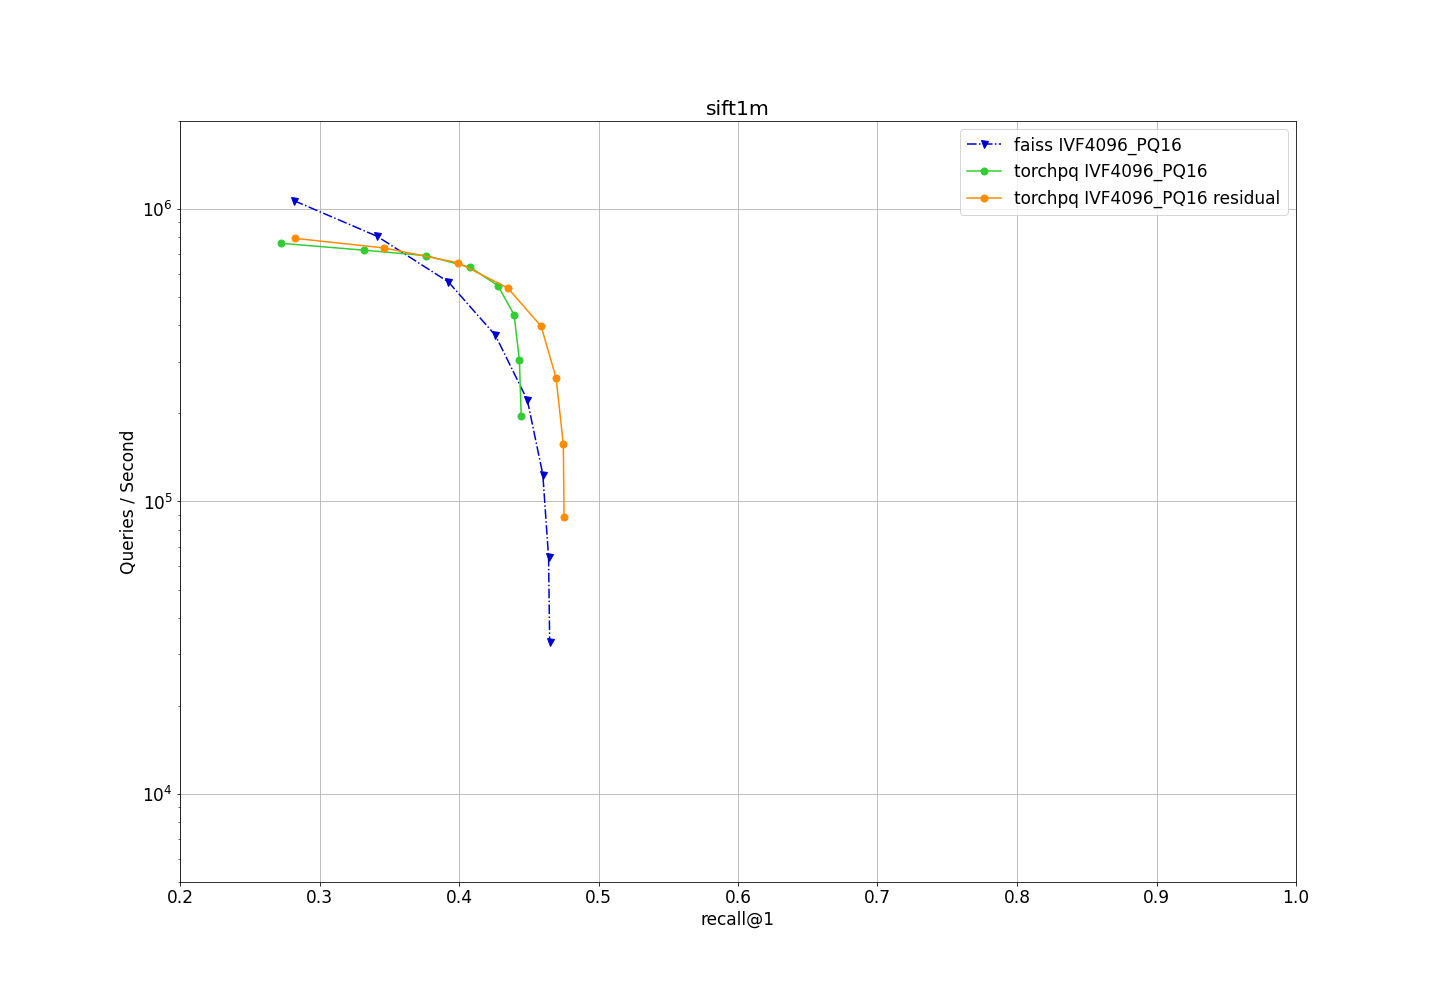 sift1m
faiss IVF4096_PQ16
torchpq IVF4096_PQ16
torchpq IVF4096_PQ16 residual
Queries / Second
10^6
10^5
10^4
0.2 0.3 0.4 0.5 0.6 0.7 0.8 0.9 1.0
recall@1